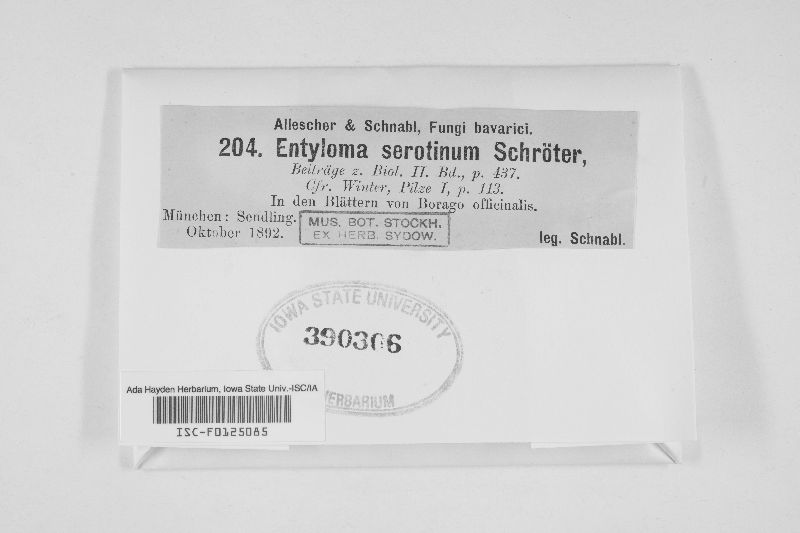 Allescher & Schnabl, Fungi bavarici.
204. Entyloma serotinum Schröter,
Beiträge z. Biol. II. Bd., p. 437.
Cfr. Winter, Pilze I, p. 113.
In den Blättern von Borago officinalis.
München: Sendling.
Oktober 1892.
MUS. BOT. STOCKH.
EX HERB. SYDOW.
leg. Schnabl.
IOWA STATE UNIVERSITY
390306
HERBARIUM
Ada Hayden Herbarium, Iowa State Univ.-ISC/IA
ISC-F0125085